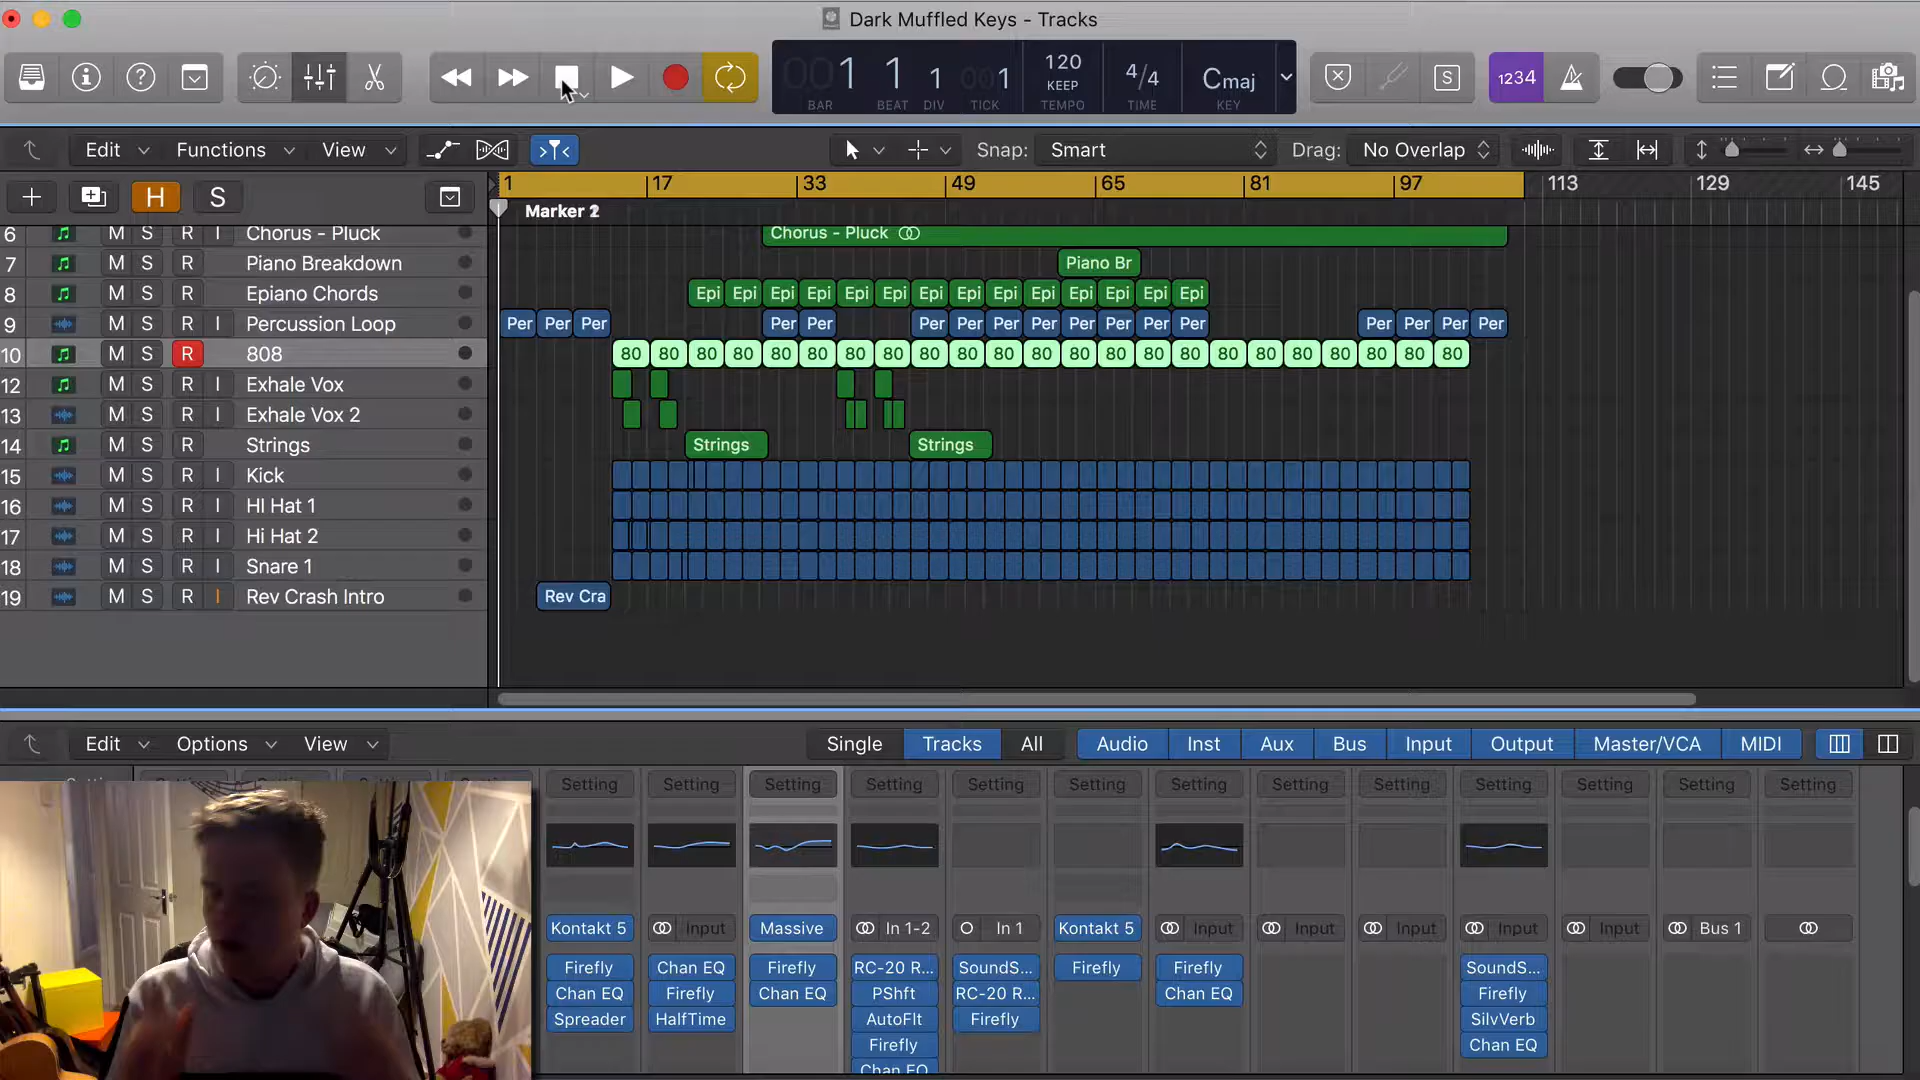 Dark Muffled Keys - Tracks
001 1 1 001 120 KEEP 4/4 Cmaj 1234
BAR BEAT DIV TICK TEMPO TIME KEY
Edit Functions View Snap: Smart Drag: No Overlap
H S 1 17 33 49 65 81 97 113 129 145
Marker 2
6 M S R I Chorus - Pluck Chorus - Pluck
7 M S R Piano Breakdown Piano Br
8 M S R Epiano Chords Epi Epi Epi Epi Epi Epi Epi Epi Epi Epi Epi Epi Epi Epi
9 M S R I Percussion Loop Per Per Per Per Per Per Per Per Per Per Per Per Per Per Per Per
10 M S R 808 80 80 80 80 80 80 80 80 80 80 80 80 80 80 80 80 80 80 80 80 80 80 80
12 M S R I Exhale Vox
13 M S R I Exhale Vox 2
14 M S R Strings Strings Strings
15 M S R I Kick
16 M S R I HI Hat 1
17 M S R I Hi Hat 2
18 M S R I Snare 1
19 M S R I Rev Crash Intro Rev Cra
Edit Options View Single Tracks All Audio Inst Aux Bus Input Output Master/VCA MIDI
Setting Setting Setting Setting Setting Setting Setting Setting Setting Setting Setting Setting Setting
Kontakt 5 Input Massive In 1-2 In 1 Kontakt 5 Input Input Input Input Input Bus 1
Firefly Chan EQ Firefly RC-20 R... SoundS... Firefly Firefly SoundS...
Chan EQ Firefly Chan EQ PShft RC-20 R... Chan EQ Firefly
Spreader HalfTime AutoFlt Firefly SilvVerb
Firefly Chan EQ
Chan EQ